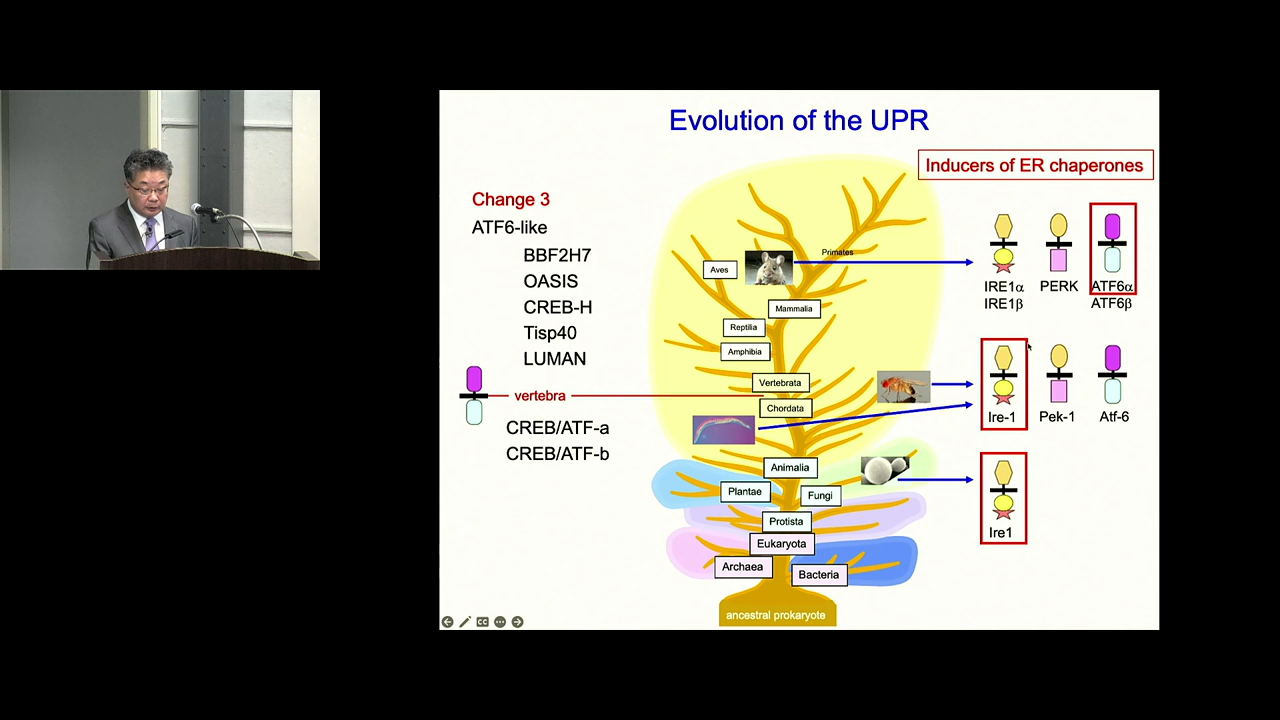 Evolution of the UPR
Inducers of ER chaperones
Change 3
ATF6-like
BBF2H7
OASIS
CREB-H
Tisp40
LUMAN
vertebra
CREB/ATF-a
CREB/ATF-b
Primates
Aves
Mammalia
Reptilia
Amphibia
Vertebrata
Chordata
Animalia
Plantae
Fungi
Protista
Eukaryota
Archaea
Bacteria
ancestral prokaryote
IRE1α
IRE1β
PERK
ATF6α
ATF6β
Ire-1
Pek-1
Atf-6
Ire1
CC